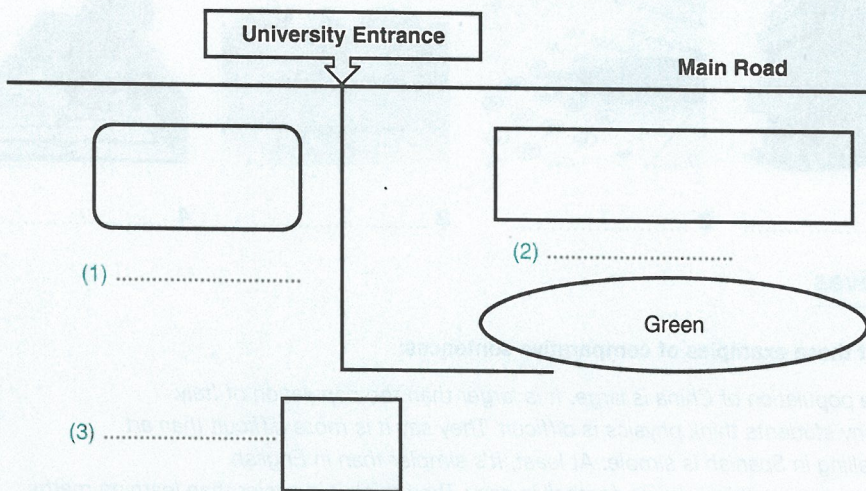 University Entrance
Main Road
(1) ..............................
(2) ..............................
Green
(3) ..............................